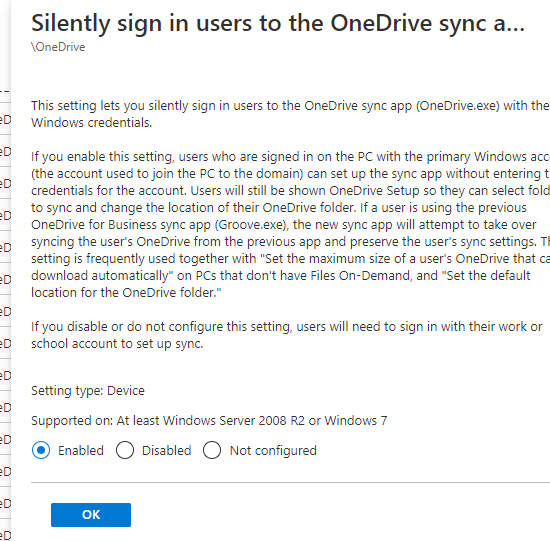 Silently sign in users to the OneDrive sync a...
\OneDrive
This setting lets you silently sign in users to the OneDrive sync app (OneDrive.exe) with the
Windows credentials.
If you enable this setting, users who are signed in on the PC with the primary Windows acc
(the account used to join the PC to the domain) can set up the sync app without entering t
credentials for the account. Users will still be shown OneDrive Setup so they can select fold
to sync and change the location of their OneDrive folder. If a user is using the previous
OneDrive for Business sync app (Groove.exe), the new sync app will attempt to take over
syncing the user's OneDrive from the previous app and preserve the user's sync settings. Th
setting is frequently used together with "Set the maximum size of a user's OneDrive that ca
download automatically" on PCs that don't have Files On-Demand, and "Set the default
location for the OneDrive folder."
If you disable or do not configure this setting, users will need to sign in with their work or
school account to set up sync.
Setting type: Device
Supported on: At least Windows Server 2008 R2 or Windows 7
Enabled Disabled Not configured
OK